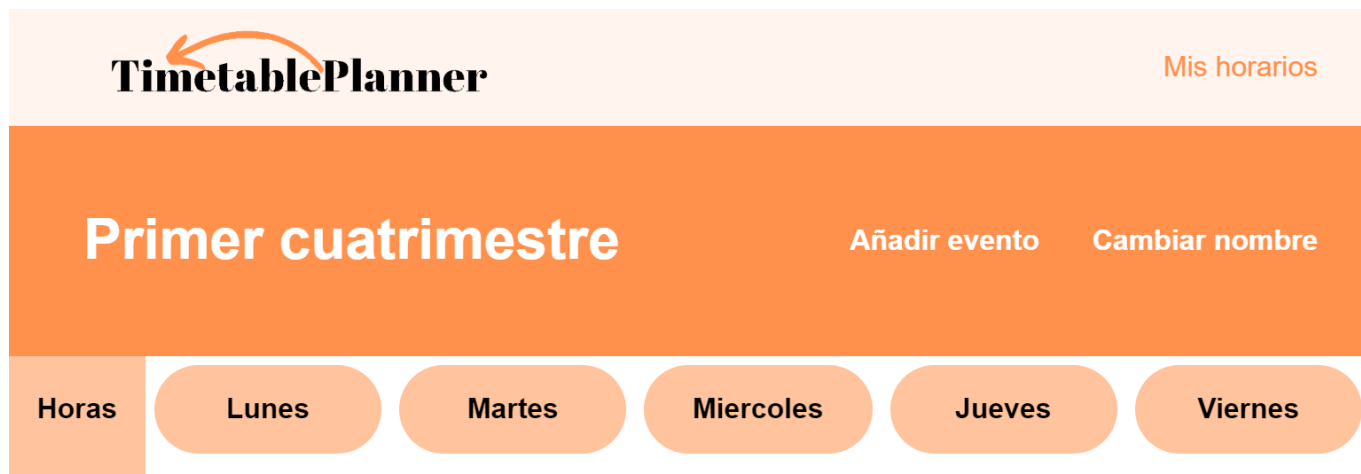 TimetablePlanner Mis horarios
Primer cuatrimestre Añadir evento Cambiar nombre
Horas Lunes Martes Miercoles Jueves Viernes